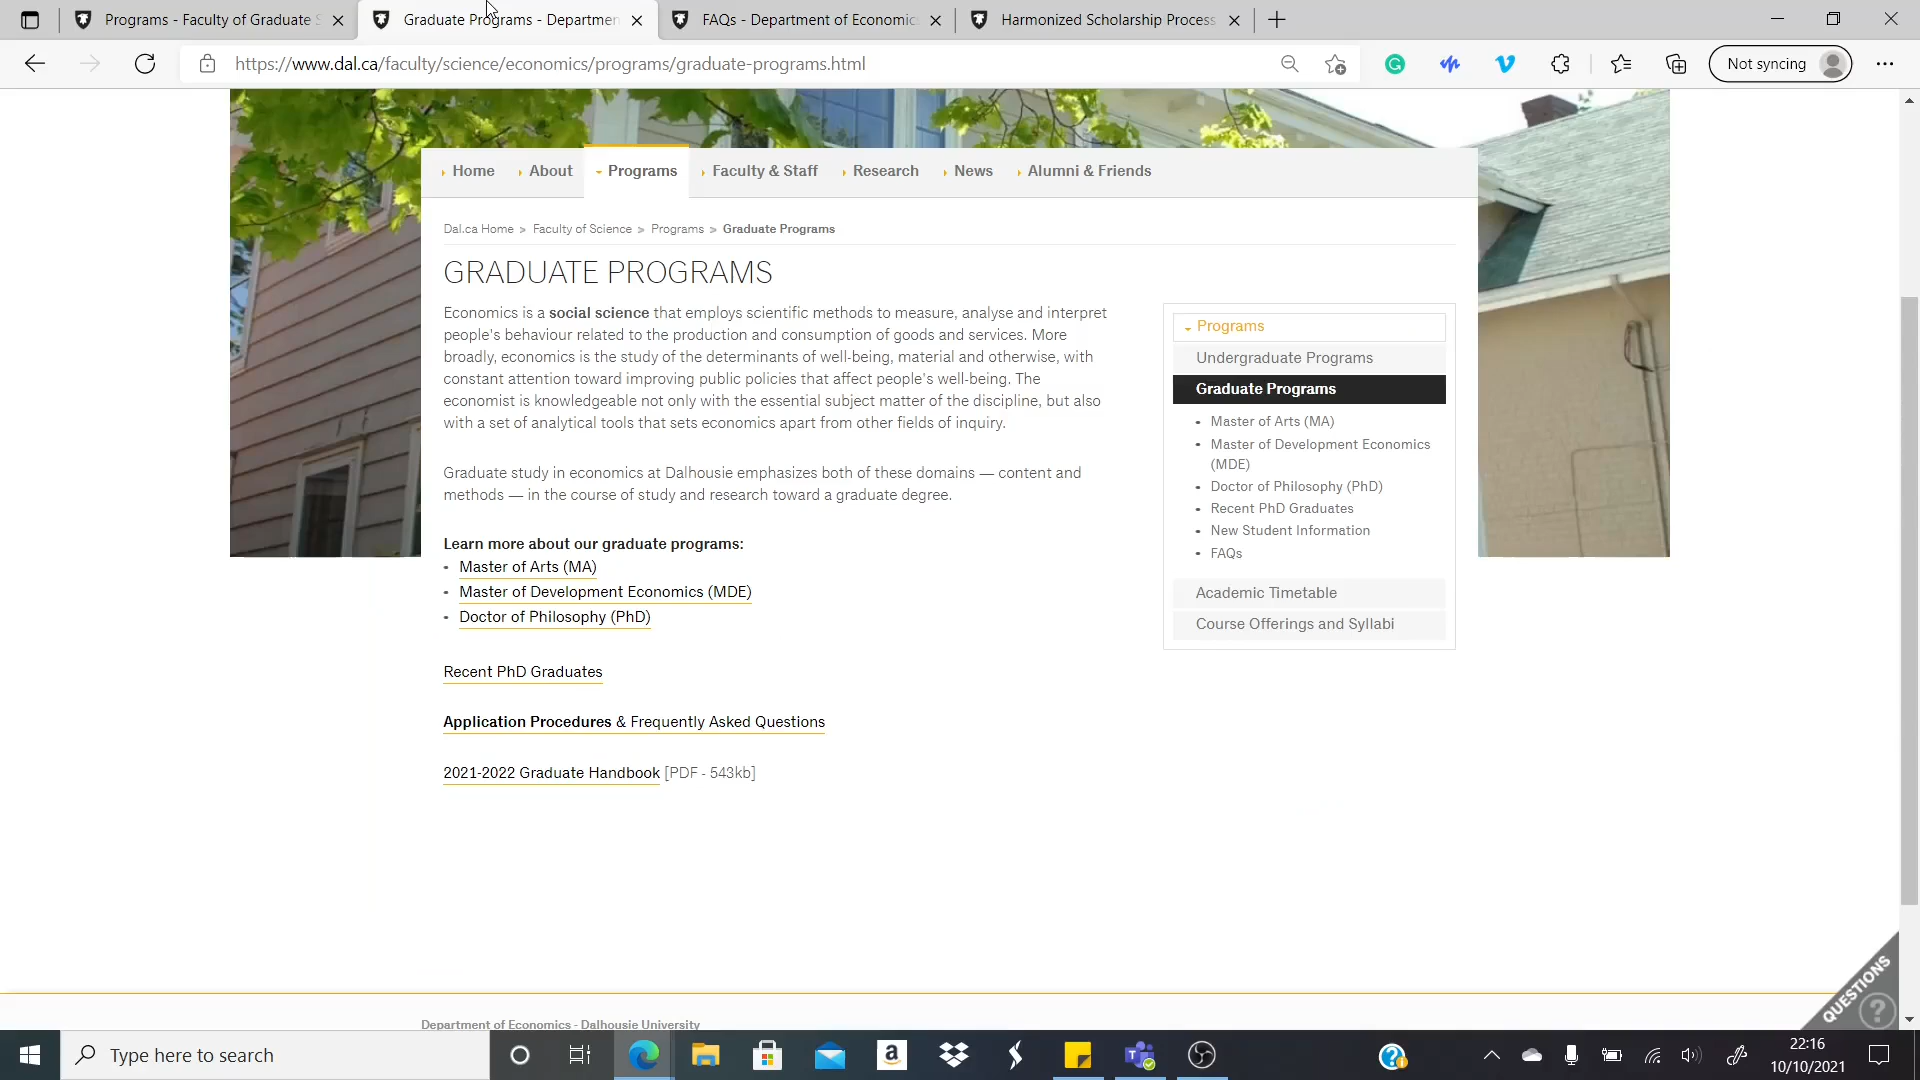 Programs - Faculty of Graduate S
Graduate Programs - Departmen
FAQs - Department of Economic
Harmonized Scholarship Process
https://www.dal.ca/faculty/science/economics/programs/graduate-programs.html
Not syncing
Home
About
Programs
Faculty & Staff
Research
News
Alumni & Friends
Dal.ca Home > Faculty of Science > Programs > Graduate Programs
GRADUATE PROGRAMS
Economics is a social science that employs scientific methods to measure, analyse and interpret
people's behaviour related to the production and consumption of goods and services. More
broadly, economics is the study of the determinants of well-being, material and otherwise, with
constant attention toward improving public policies that affect people's well-being. The
economist is knowledgeable not only with the essential subject matter of the discipline, but also
with a set of analytical tools that sets economics apart from other fields of inquiry.
Graduate study in economics at Dalhousie emphasizes both of these domains — content and
methods — in the course of study and research toward a graduate degree.
Learn more about our graduate programs:
• Master of Arts (MA)
• Master of Development Economics (MDE)
• Doctor of Philosophy (PhD)
Recent PhD Graduates
Application Procedures & Frequently Asked Questions
2021-2022 Graduate Handbook [PDF - 543kb]
Programs
Undergraduate Programs
Graduate Programs
• Master of Arts (MA)
• Master of Development Economics
(MDE)
• Doctor of Philosophy (PhD)
• Recent PhD Graduates
• New Student Information
• FAQs
Academic Timetable
Course Offerings and Syllabi
QUESTIONS
?
Department of Economics - Dalhousie University
Type here to search
22:16
10/10/2021